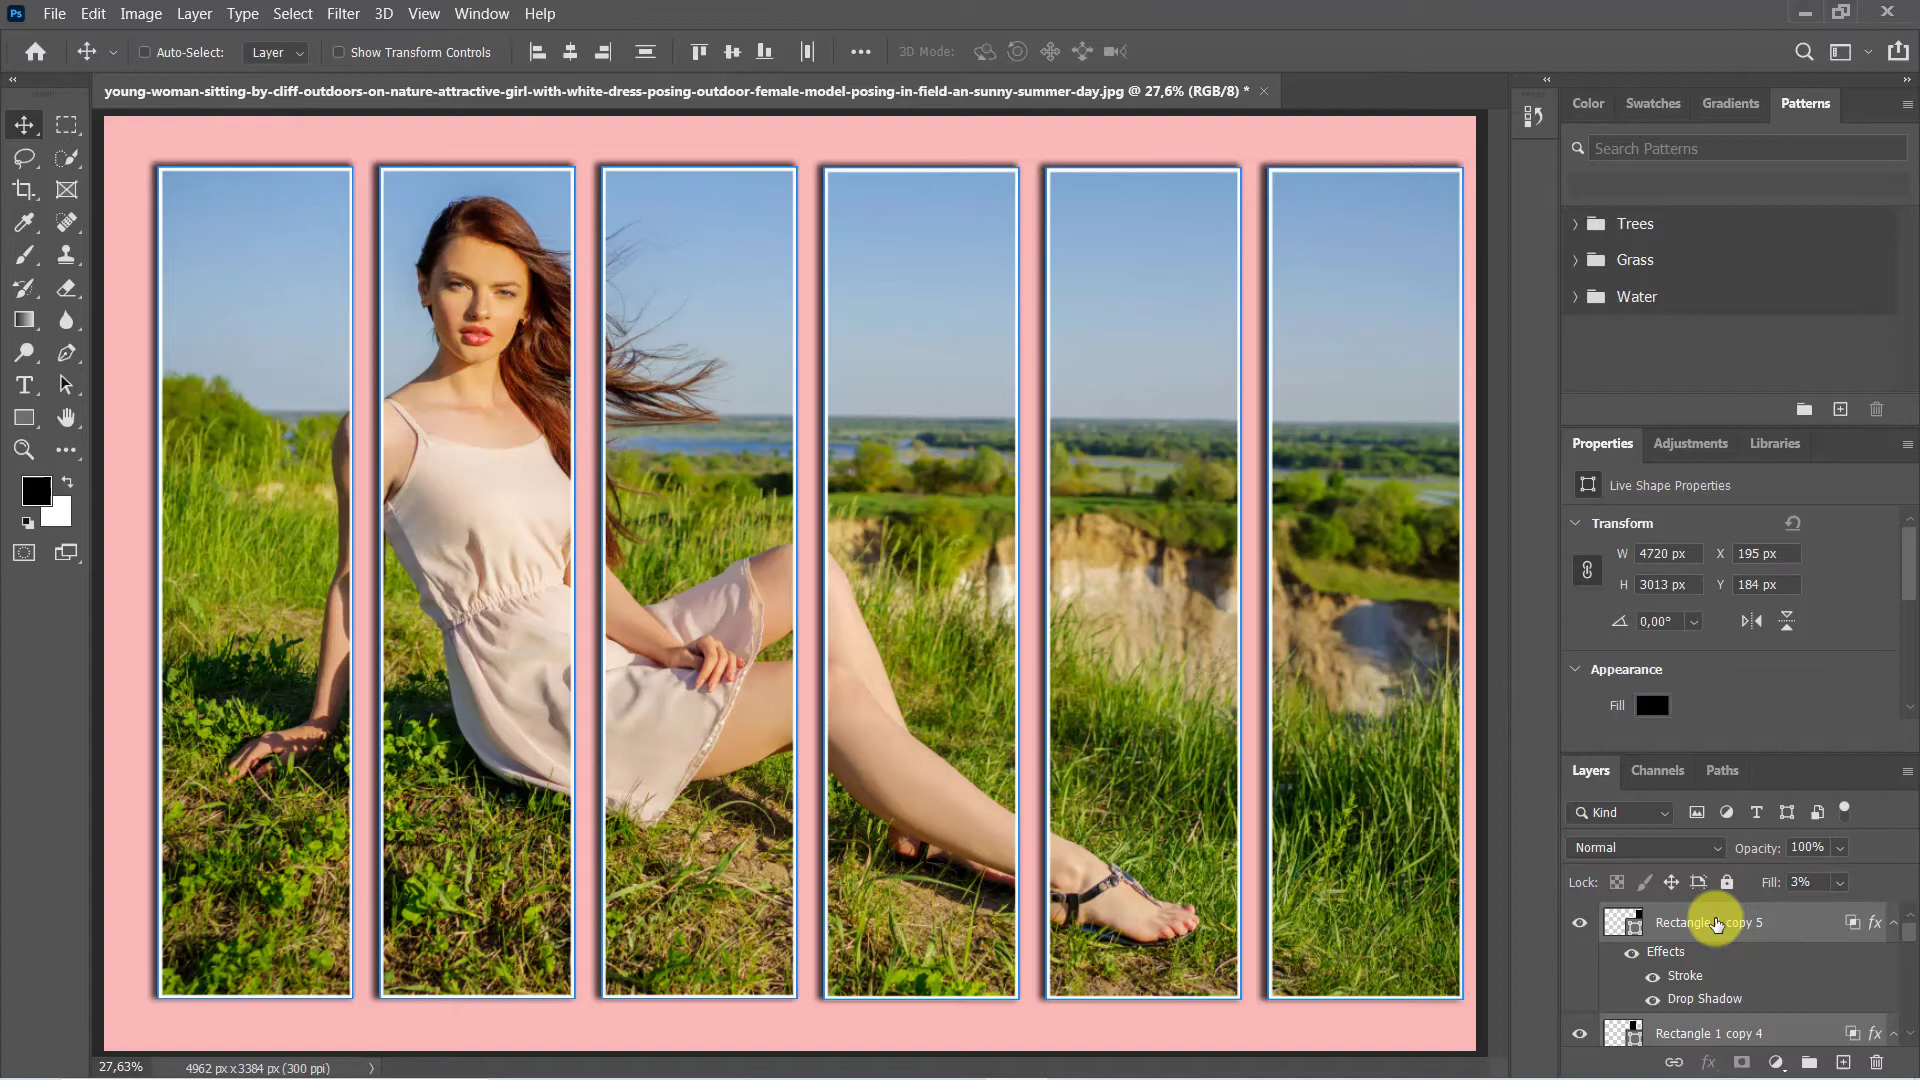 Ps File Edit Image Layer Type Select Filter 3D View Window Help
Auto-Select: Layer Show Transform Controls 3D Mode:
young-woman-sitting-by-cliff-outdoors-on-nature-attractive-girl-with-white-dress-posing-outdoor-female-model-posing-in-field-an-sunny-summer-day.jpg @ 27,6% (RGB/8) *
Color Swatches Gradients Patterns
Search Patterns
Trees
Grass
Water
Properties Adjustments Libraries
Live Shape Properties
Transform
W 4720 px X 195 px
H 3013 px Y 184 px
0,00°
Appearance
Fill
Layers Channels Paths
Kind
Normal Opacity: 100%
Lock: Fill: 3%
Rectangle copy 5
Effects
Stroke
Drop Shadow
Rectangle 1 copy 4
27,63% 4962 px x 3384 px (300 ppi)